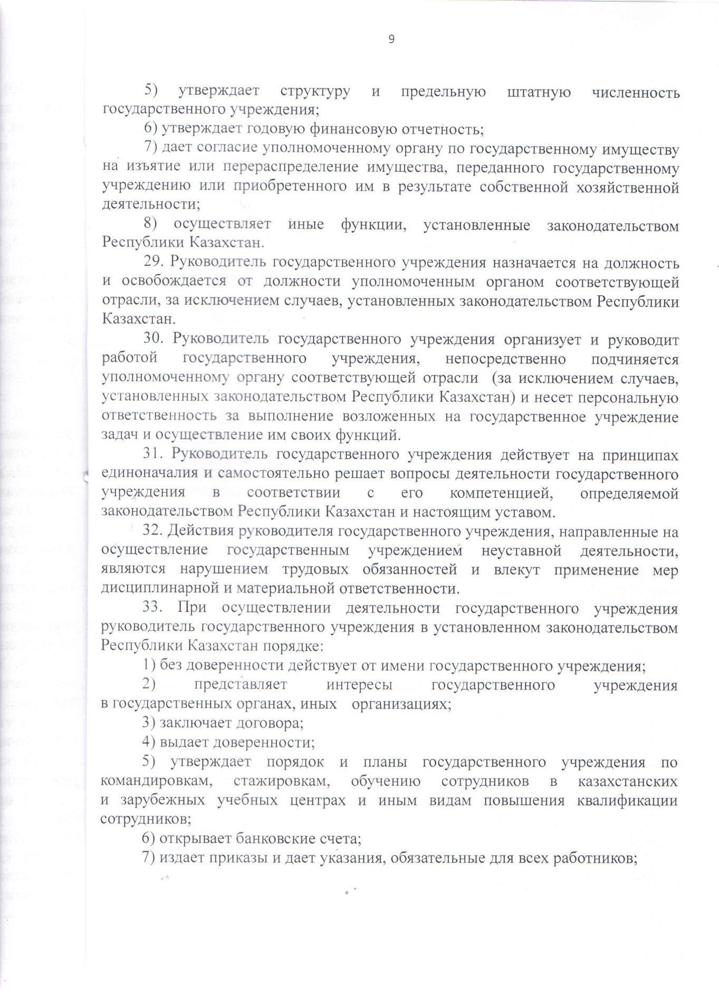 9
5) утверждает структуру и предельную штатную численность
государственного учреждения;
6) утверждает годовую финансовую отчетность;
7) дает согласие уполномоченному органу по государственному имуществу
на изъятие или перераспределение имущества, переданного государственному
учреждению или приобретенного им в результате собственной хозяйственной
деятельности;
8) осуществляет иные функции, установленные законодательством
Республики Казахстан.
29. Руководитель государственного учреждения назначается на должность
и освобождается от должности уполномоченным органом соответствующей
отрасли, за исключением случаев, установленных законодательством Республики
Казахстан.
30. Руководитель государственного учреждения организует и руководит
работой государственного учреждения, непосредственно подчиняется
уполномоченному органу соответствующей отрасли (за исключением случаев,
установленных законодательством Республики Казахстан) и несет персональную
ответственность за выполнение возложенных на государственное учреждение
задач и осуществление им своих функций.
31. Руководитель государственного учреждения действует на принципах
единоначалия и самостоятельно решает вопросы деятельности государственного
учреждения в соответствии с его компетенцией, определяемой
законодательством Республики Казахстан и настоящим уставом.
32. Действия руководителя государственного учреждения, направленные на
осуществление государственным учреждением неуставной деятельности,
являются нарушением трудовых обязанностей и влекут применение мер
дисциплинарной и материальной ответственности.
33. При осуществлении деятельности государственного учреждения
руководитель государственного учреждения в установленном законодательством
Республики Казахстан порядке:
1) без доверенности действует от имени государственного учреждения;
2) представляет интересы государственного учреждения
в государственных органах, иных организациях;
3) заключает договора;
4) выдает доверенности;
5) утверждает порядок и планы государственного учреждения по
командировкам, стажировкам, обучению сотрудников в казахстанских
и зарубежных учебных центрах и иным видам повышения квалификации
сотрудников;
6) открывает банковские счета;
7) издает приказы и дает указания, обязательные для всех работников;